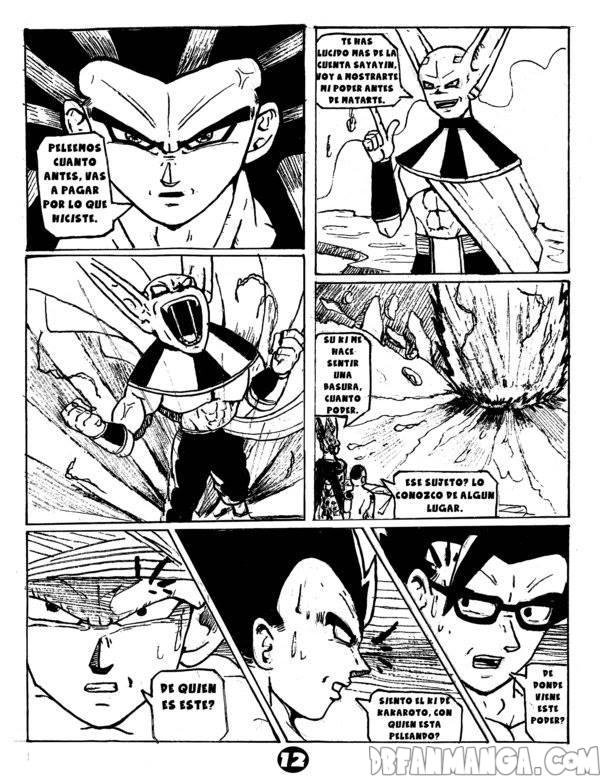 PELEEMOS
CUANTO
ANTES, VAS
A PAGAR
POR LO QUE
HICISTE.
TE HAS
LUCIDO MAS DE LA
CUENTA SAYAYIN,
VOY A MOSTRARTE
MI PODER ANTES
DE MATARTE.
SU KI ME
HACE
SENTIR
UNA
BASURA,
CUANTO
PODER.
ESE SUJETO? LO
CONOZCO DE ALGUN
LUGAR.
DE QUIEN
ES ESTE?
SIENTO EL KI DE
KAKAROTO, CON
QUIEN ESTA
PELEANDO?
DE
DONDE
VIENE
ESTE
PODER?
12
DBFANMANGA.COM